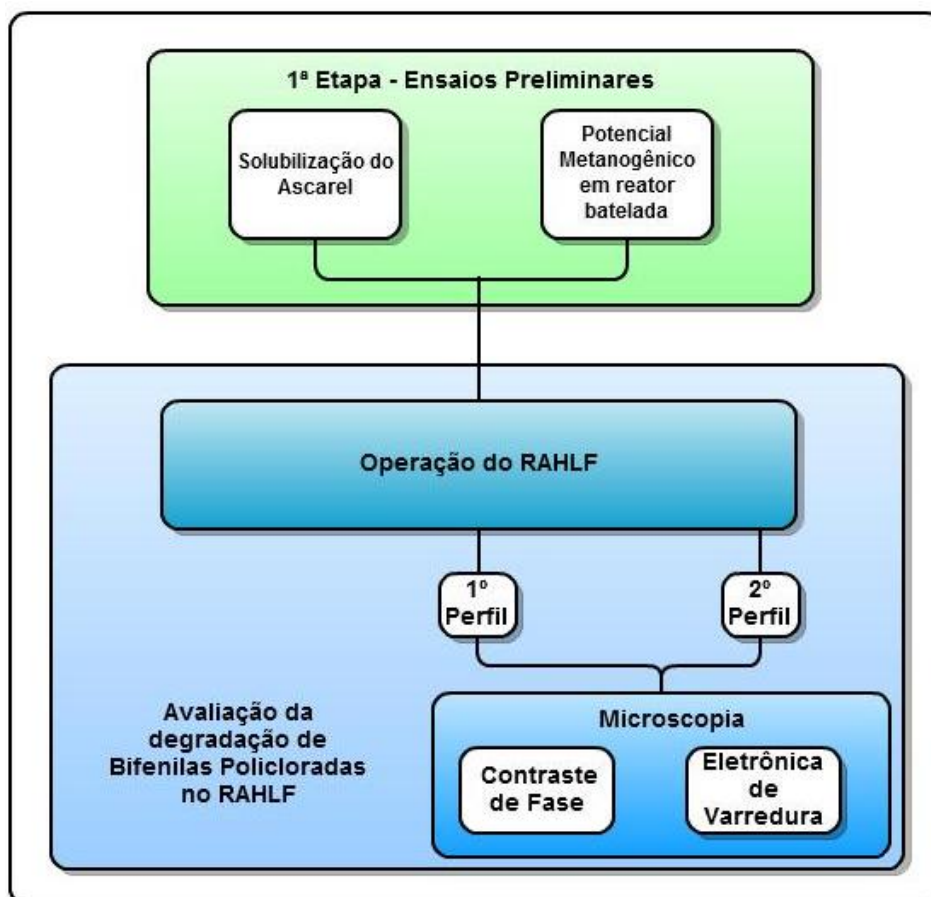 1ª Etapa - Ensaios Preliminares
Solubilização do
Ascarel
Potencial
Metanogênico
em reator
batelada
Operação do RAHLF
1º
Perfil
2º
Perfil
Avaliação da
degradação de
Bifenilas Policloradas
no RAHLF
Microscopia
Contraste
de Fase
Eletrônica
de
Varredura